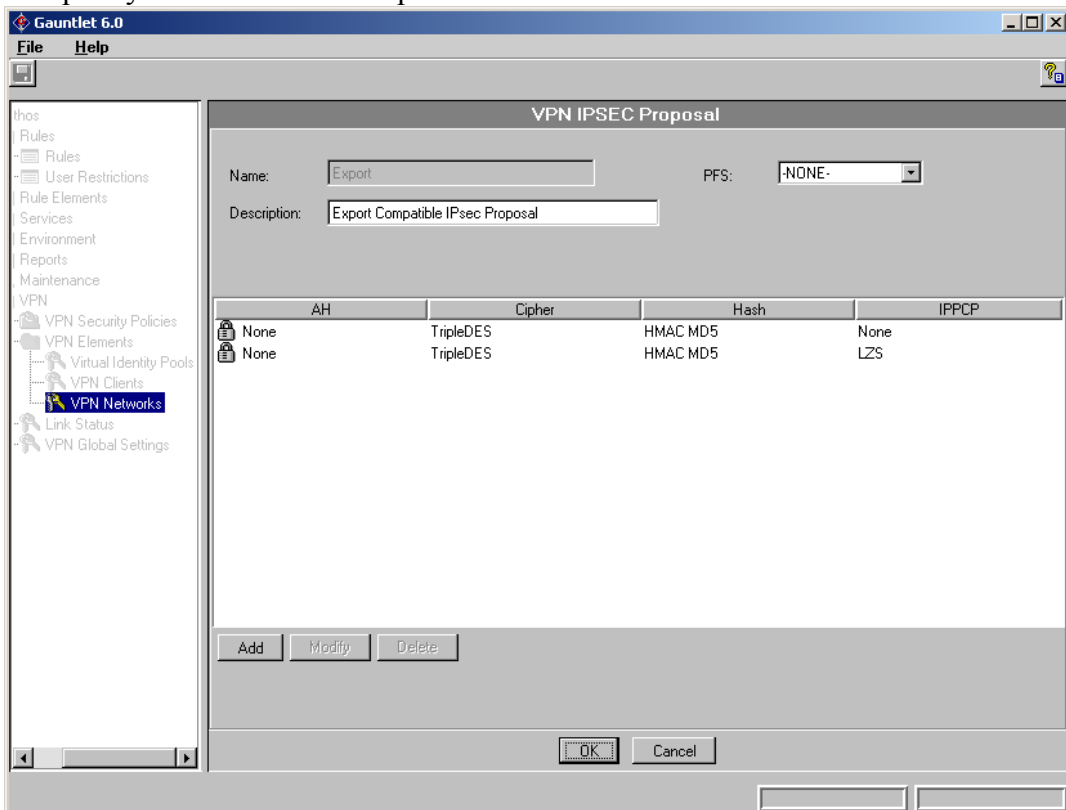 Gauntlet 6.0
File Help
thos
Rules
Rules
User Restrictions
Rule Elements
Services
Environment
Reports
Maintenance
VPN
VPN Security Policies
VPN Elements
Virtual Identity Pools
VPN Clients
VPN Networks
Link Status
VPN Global Settings
VPN IPSEC Proposal
Name: Export PFS: -NONE-
Description: Export Compatible IPsec Proposal
AH Cipher Hash IPPCP
None TripleDES HMAC MD5 None
None TripleDES HMAC MD5 LZS
Add Modify Delete
OK Cancel